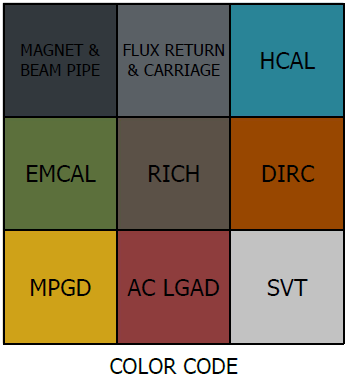 MAGNET &
BEAM PIPE
FLUX RETURN
& CARRIAGE
HCAL
EMCAL
RICH
DIRC
MPGD
AC LGAD
SVT
COLOR CODE